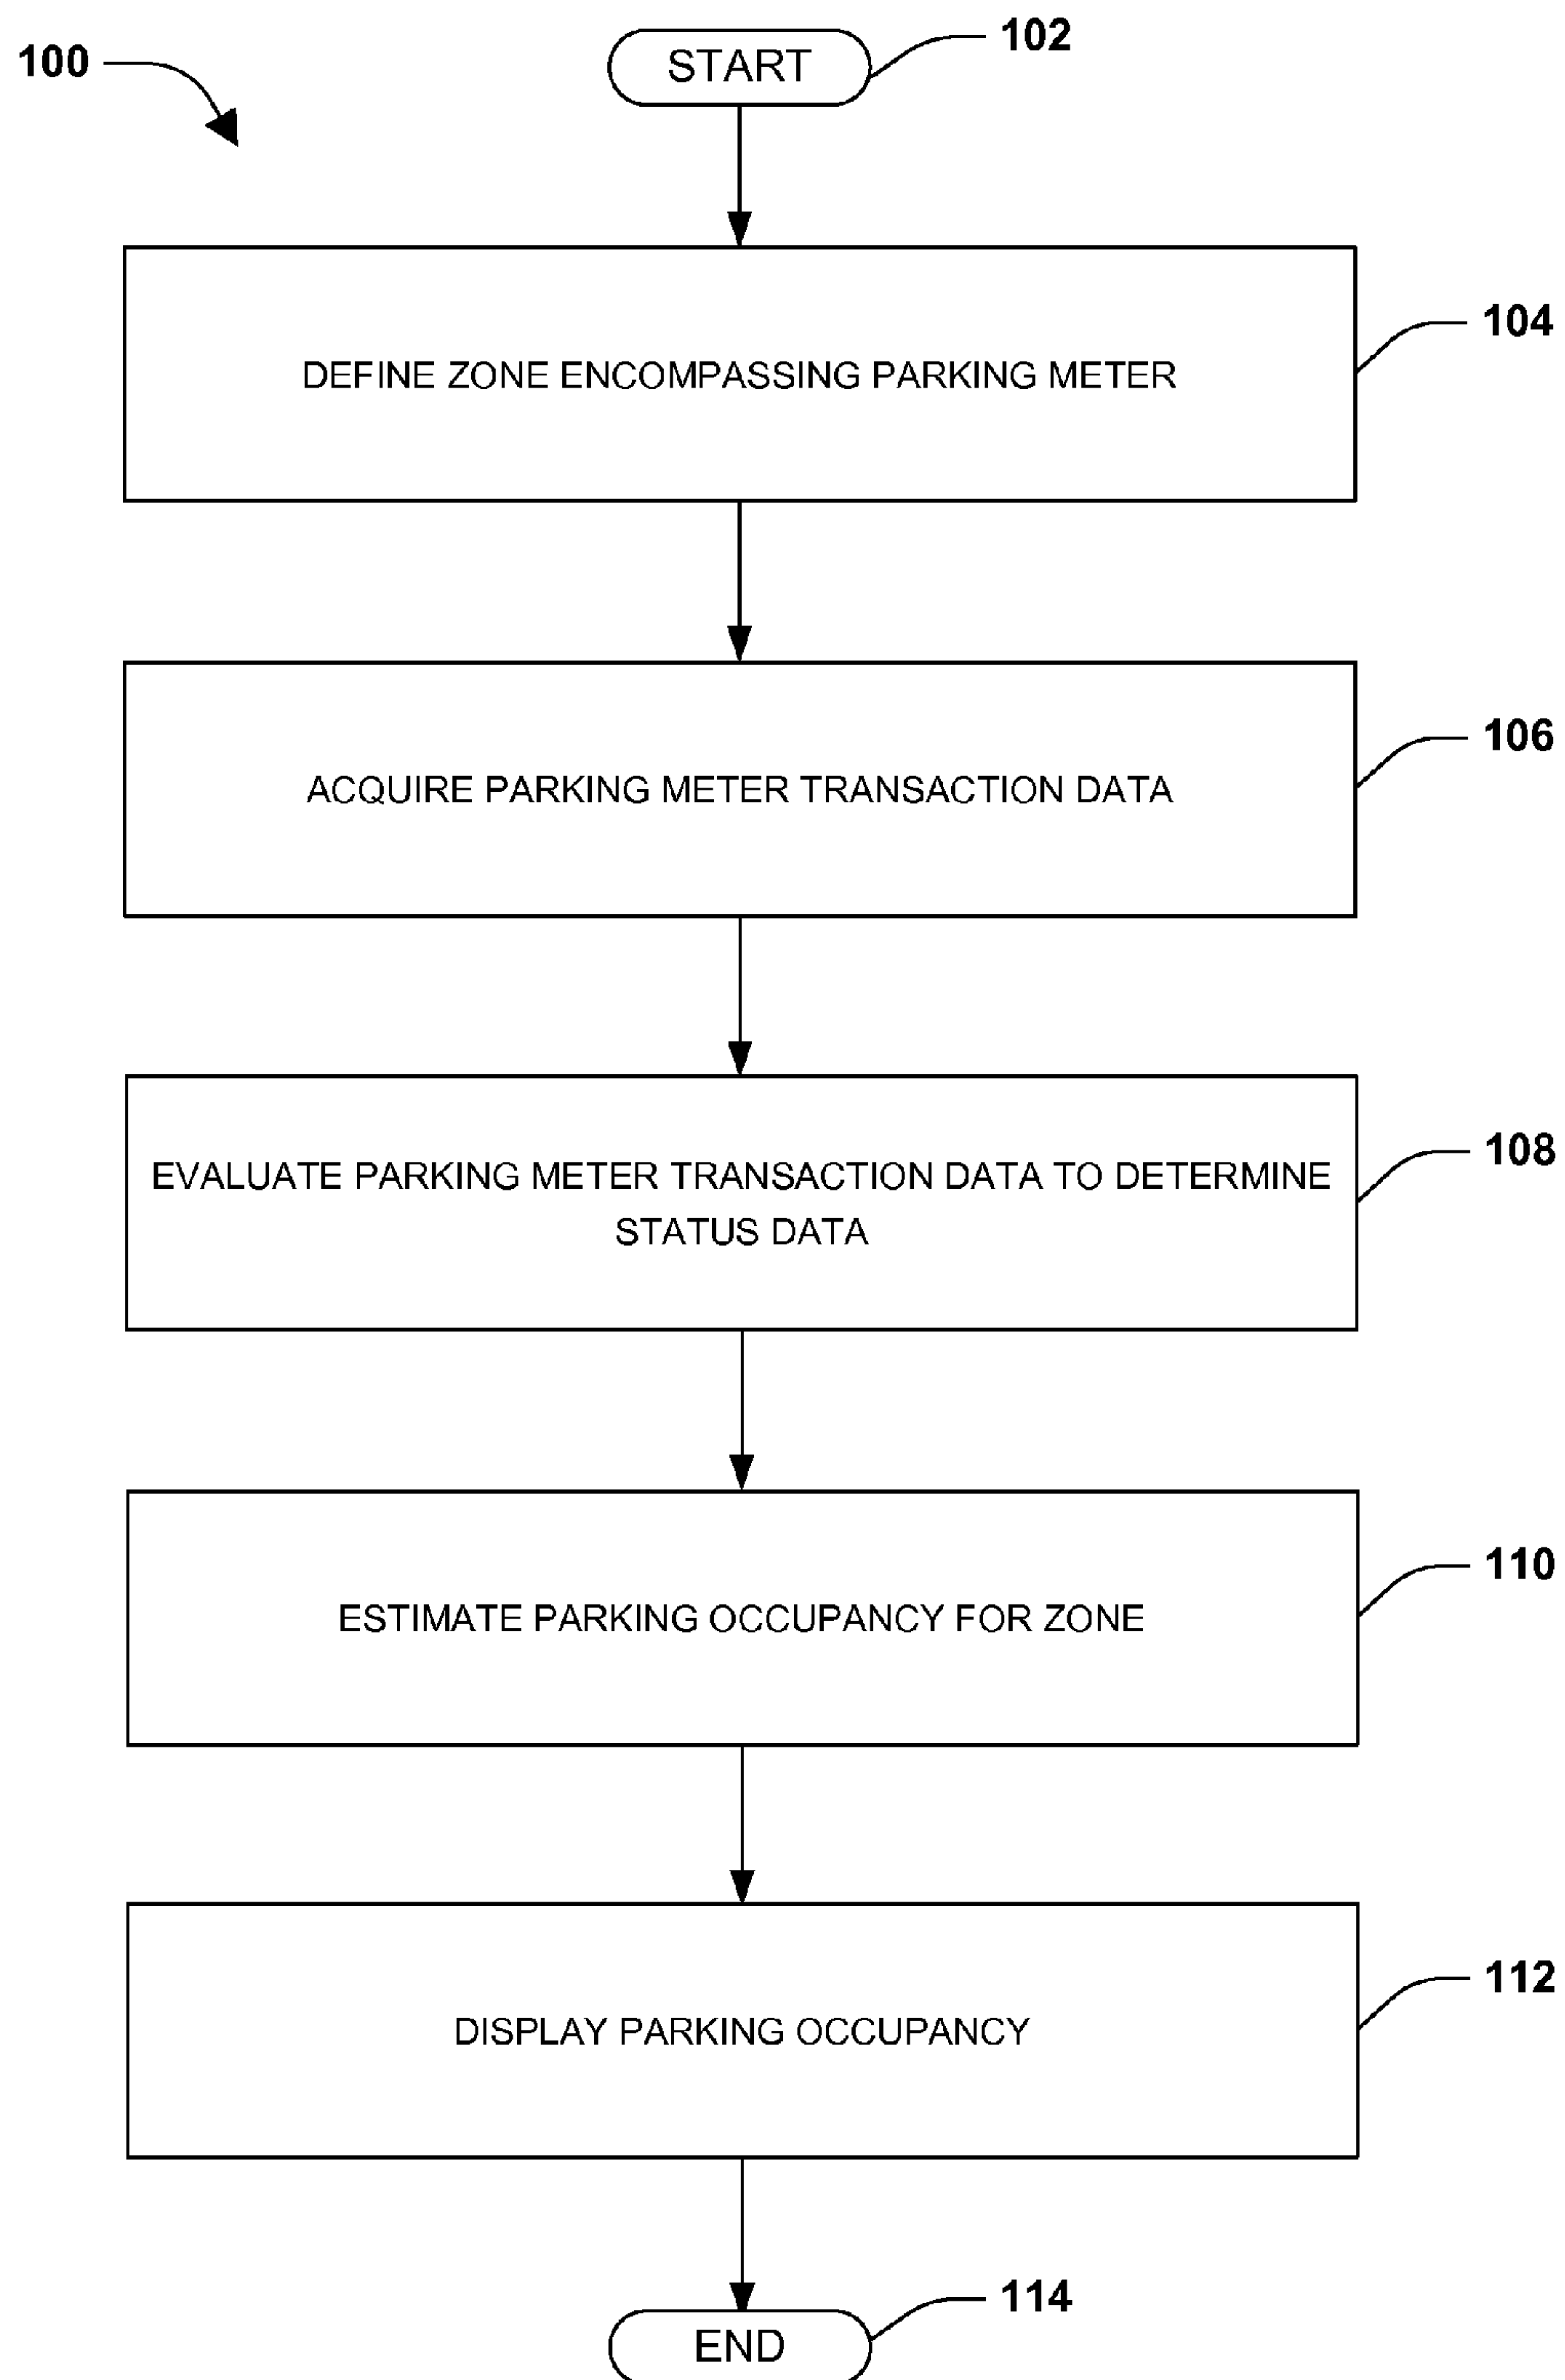 100
START
102
DEFINE ZONE ENCOMPASSING PARKING METER
104
ACQUIRE PARKING METER TRANSACTION DATA
106
EVALUATE PARKING METER TRANSACTION DATA TO DETERMINE
STATUS DATA
108
ESTIMATE PARKING OCCUPANCY FOR ZONE
110
DISPLAY PARKING OCCUPANCY
112
END
114